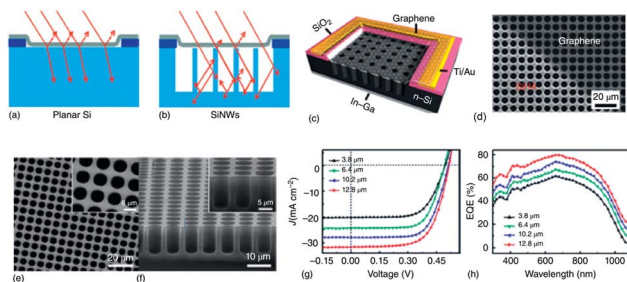 (a)
Planar Si
(b)
SiNWs
SiO2
Graphene
Ti/Au
In–Ga
n–Si
(c)
Graphene
20 μm
(d)
6 μm
20 μm
(e)
5 μm
10 μm
(f)
J(mA cm−2)
0
−10
−20
−30
3.8 μm
6.4 μm
10.2 μm
12.8 μm
−0.15 0.00 0.15 0.30 0.45
Voltage (V)
(g)
EQE (%)
80
60
40
20
0
3.8 μm
6.4 μm
10.2 μm
12.8 μm
400 600 800 1000
Wavelength (nm)
(h)